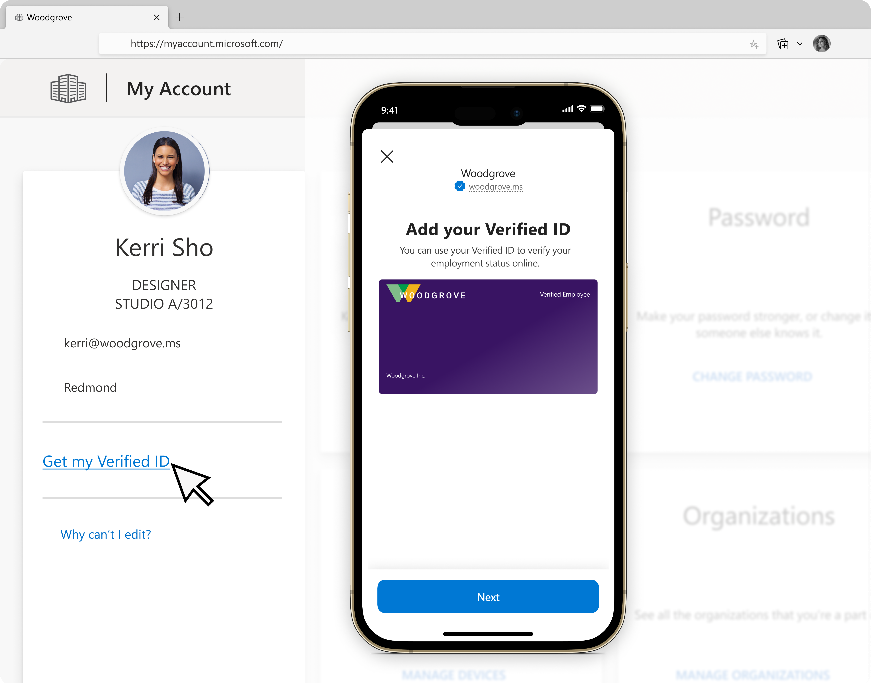 Woodgrove
https://myaccount.microsoft.com/
My Account
Kerri Sho
DESIGNER
STUDIO A/3012
kerri@woodgrove.ms
Redmond
Get my Verified ID
Why can't I edit?
9:41
Woodgrove
woodgrove.ms
Add your Verified ID
You can use your Verified ID to verify your
employment status online.
WOODGROVE
Verified Employee
Woodgrove Inc
Next
Password
Make your password stronger, or change it
someone else knows it.
CHANGE PASSWORD
Organizations
See all the organizations that you're a part
MANAGE DEVICES
MANAGE ORGANIZATIONS